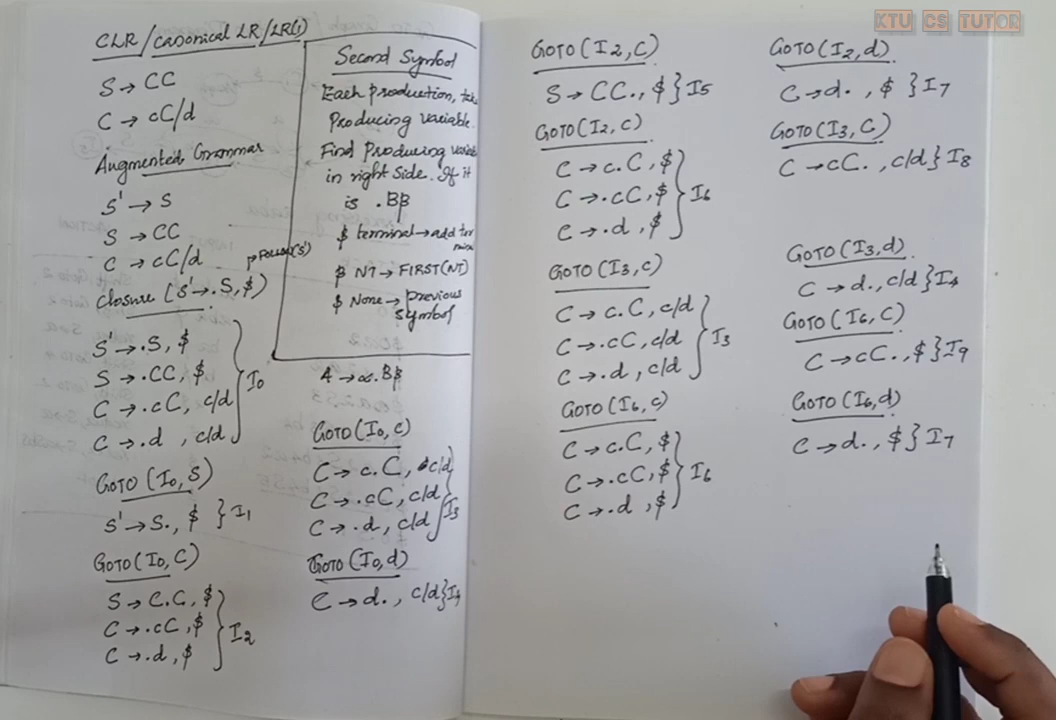 KTU CS TUTOR
CLR/canonical LR/LR(1)
S → CC
C → cC/d
Augmented Grammar
S' → S
S → CC
C → cC/d
Follow(S')
Closure (S' → .S, $)
S' → .S, $
S → .CC, $
C → .cC, c/d
C → .d , c/d
} I0
GOTO (I0, S)
S' → S., $ } I1
GOTO (I0, C)
S → C.C, $
C → .cC, $
C → .d, $
} I2
Second Symbol
Each production, take
Producing variable.
Find Producing variable
in right side. If it
is .Bβ
β terminal → add
β NT → FIRST(NT)
β None → previous
symbol
A → α.Bβ
GOTO (I0, c)
C → c.C, c/d
C → .cC, c/d
C → .d, c/d
} I3
GOTO (I0, d)
C → d. , c/d } I4
GOTO (I2, C)
S → CC., $ } I5
GOTO (I2, c)
C → c.C, $
C → .cC, $
C → .d, $
} I6
GOTO (I3, c)
C → c.C, c/d
C → .cC, c/d
C → .d, c/d
} I3
GOTO (I6, c)
C → c.C, $
C → .cC, $
C → .d, $
} I6
GOTO (I2, d)
C → d. , $ } I7
GOTO (I3, C)
C → cC. , c/d } I8
GOTO (I3, d)
C → d., c/d } I4
GOTO (I6, C)
C → cC., $ } I9
GOTO (I6, d)
C → d., $ } I7